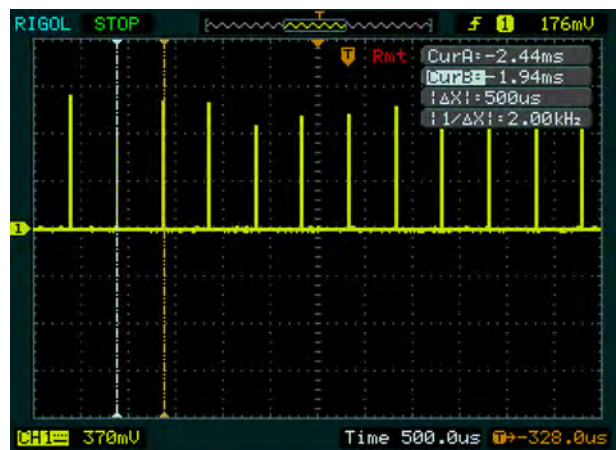 RIGOL STOP 1 176mV
T Rmt CurA=-2.44ms
CurB=-1.94ms
|ΔX|=500us
|1/ΔX|=2.00kHz
1
CH1 370mV Time 500.0us T→-328.0us